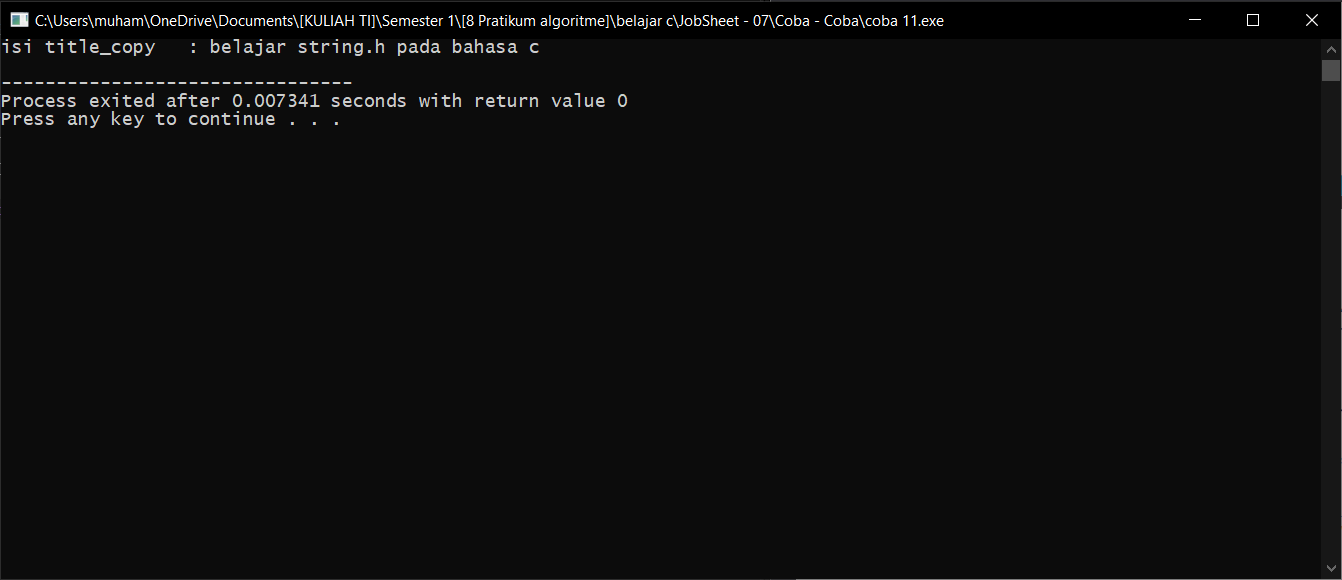 C:\Users\muham\OneDrive\Documents\[KULIAH TI]\Semester 1\[8 Pratikum algoritme]\belajar c\JobSheet - 07\Coba - Coba\coba 11.exe
isi title_copy   : belajar string.h pada bahasa c
--------------------------------
Process exited after 0.007341 seconds with return value 0
Press any key to continue . . .